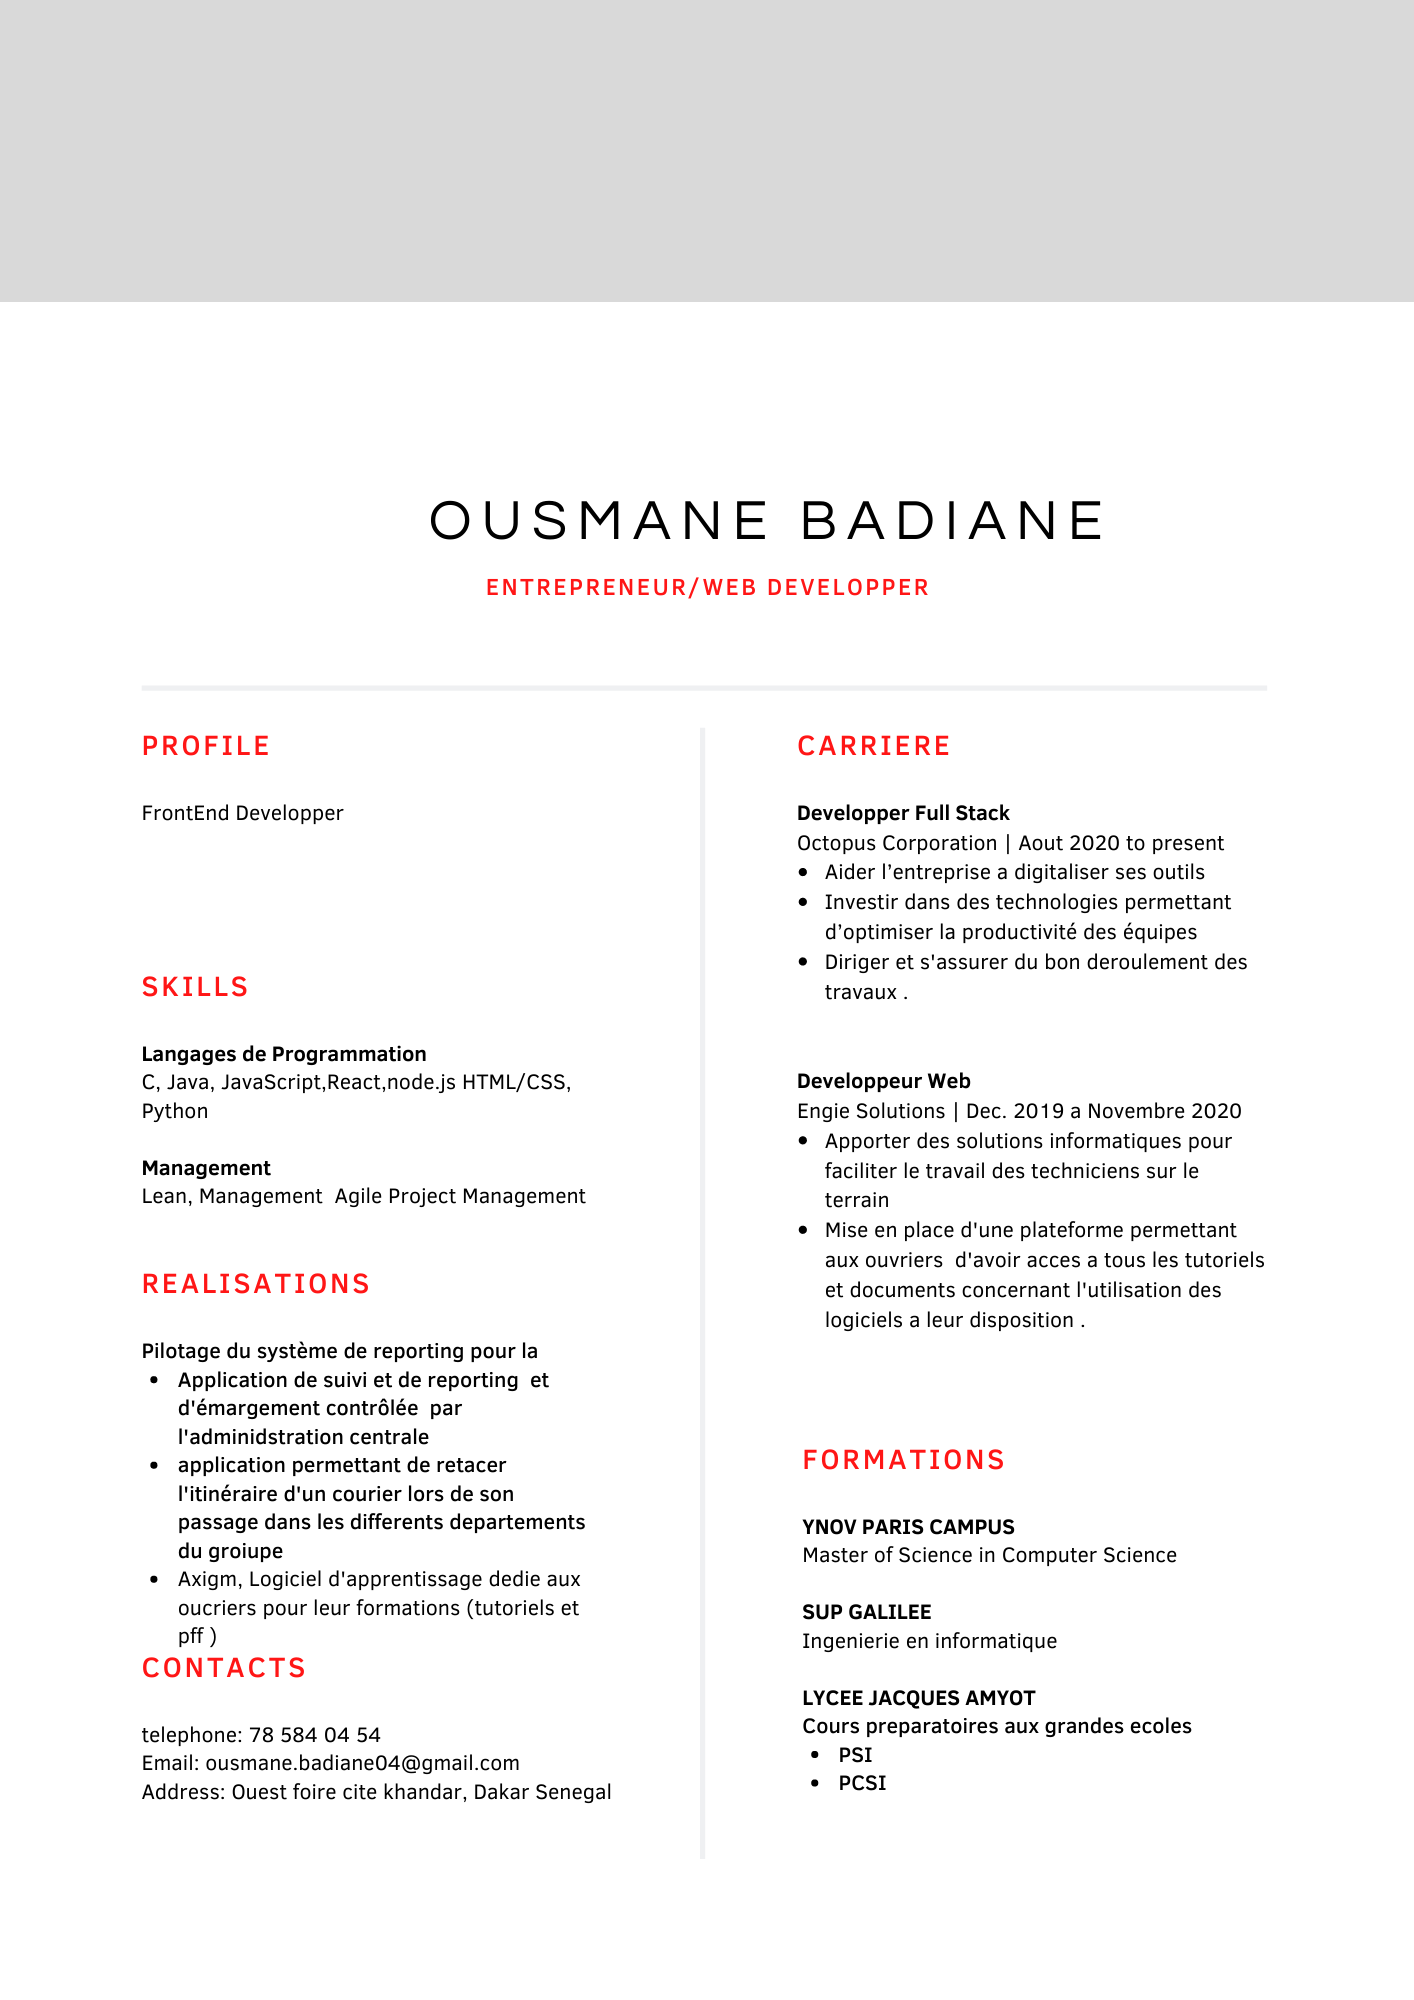 OUSMANE BADIANE
ENTREPRENEUR/WEB DEVELOPPER
PROFILE
FrontEnd Developper
SKILLS
Langages de Programmation
C, Java, JavaScript,React,node.js HTML/CSS,
Python
Management
Lean, Management  Agile Project Management
REALISATIONS
Pilotage du système de reporting pour la
• Application de suivi et de reporting  et
d'émargement contrôlée  par
l'adminidstration centrale
• application permettant de retacer
l'itinéraire d'un courier lors de son
passage dans les differents departements
du groiupe
• Axigm, Logiciel d'apprentissage dedie aux
oucriers pour leur formations (tutoriels et
pff )
CONTACTS
telephone: 78 584 04 54
Email: ousmane.badiane04@gmail.com
Address: Ouest foire cite khandar, Dakar Senegal
CARRIERE
Developper Full Stack
Octopus Corporation | Aout 2020 to present
• Aider l’entreprise a digitaliser ses outils
• Investir dans des technologies permettant
d’optimiser la productivité des équipes
• Diriger et s'assurer du bon deroulement des
travaux .
Developpeur Web
Engie Solutions | Dec. 2019 a Novembre 2020
• Apporter des solutions informatiques pour
faciliter le travail des techniciens sur le
terrain
• Mise en place d'une plateforme permettant
aux ouvriers  d'avoir acces a tous les tutoriels
et documents concernant l'utilisation des
logiciels a leur disposition .
FORMATIONS
YNOV PARIS CAMPUS
Master of Science in Computer Science
SUP GALILEE
Ingenierie en informatique
LYCEE JACQUES AMYOT
Cours preparatoires aux grandes ecoles
• PSI
• PCSI